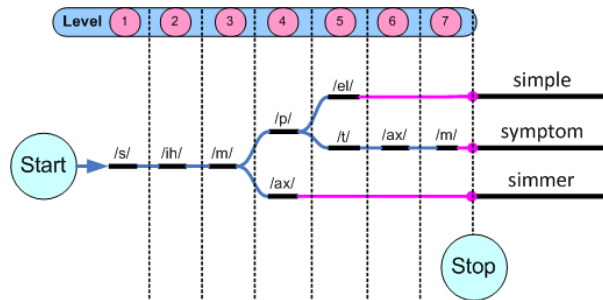 Level 1 2 3 4 5 6 7
/el/ simple
/p/
/t/ /ax/ /m/ symptom
Start /s/ /ih/ /m/
/ax/ simmer
Stop